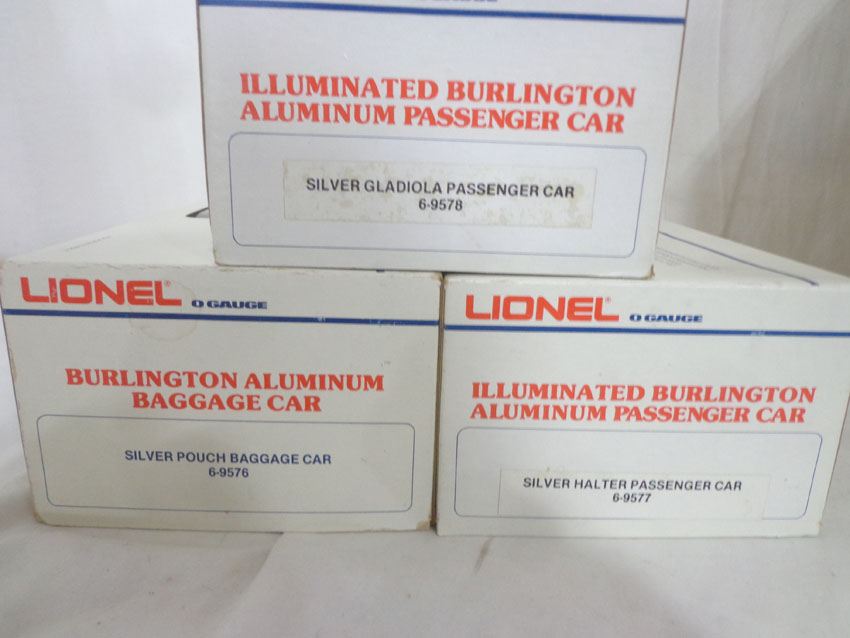 ILLUMINATED BURLINGTON
ALUMINUM PASSENGER CAR
SILVER GLADIOLA PASSENGER CAR
6-9578
LIONEL O GAUGE
BURLINGTON ALUMINUM
BAGGAGE CAR
SILVER POUCH BAGGAGE CAR
6-9576
LIONEL O GAUGE
ILLUMINATED BURLINGTON
ALUMINUM PASSENGER CAR
SILVER HALTER PASSENGER CAR
6-9577